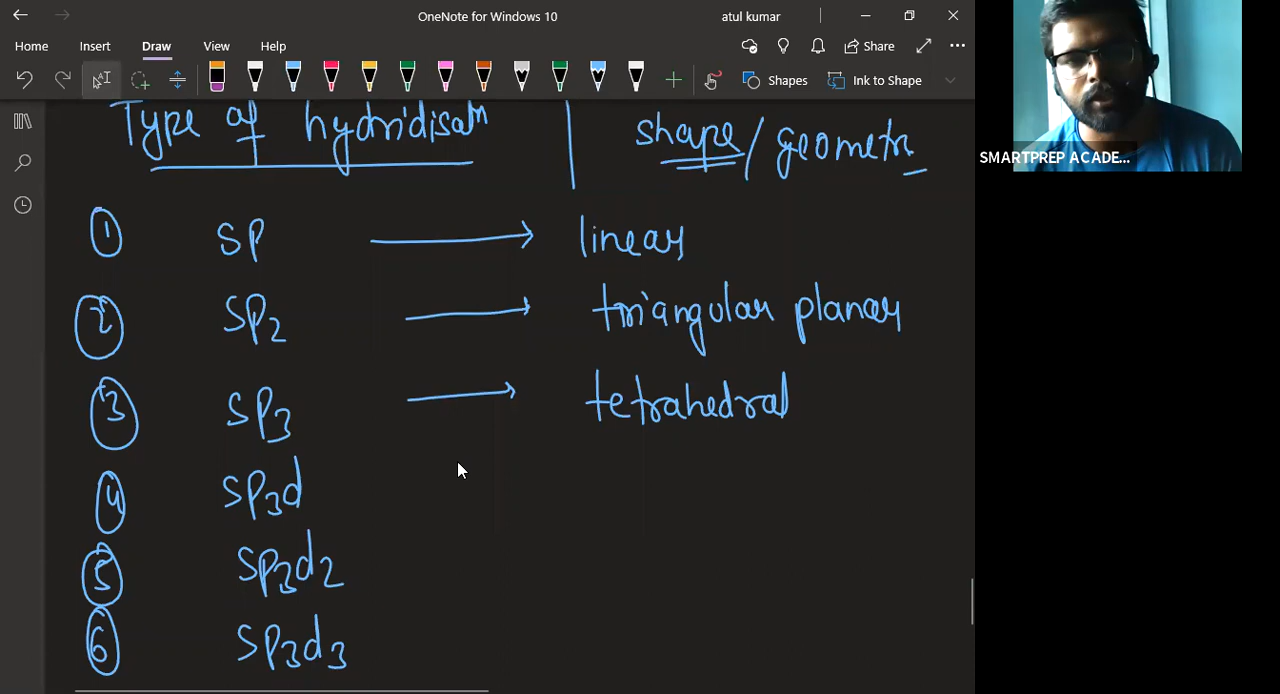 OneNote for Windows 10
atul kumar
Home Insert Draw View Help
Share
Shapes Ink to Shape
SMARTPREP ACADE...
Type of hydridisatn shape/geometr
1 SP linear
2 SP2 triangular planar
3 SP3 tetrahedral
4 SP3d
5 SP3d2
6 SP3d3